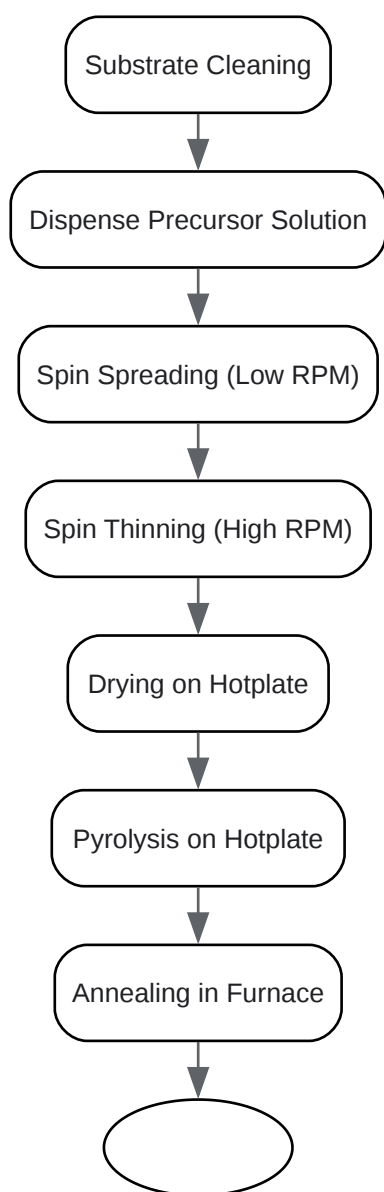 Substrate Cleaning
Dispense Precursor Solution
Spin Spreading (Low RPM)
Spin Thinning (High RPM)
Drying on Hotplate
Pyrolysis on Hotplate
Annealing in Furnace